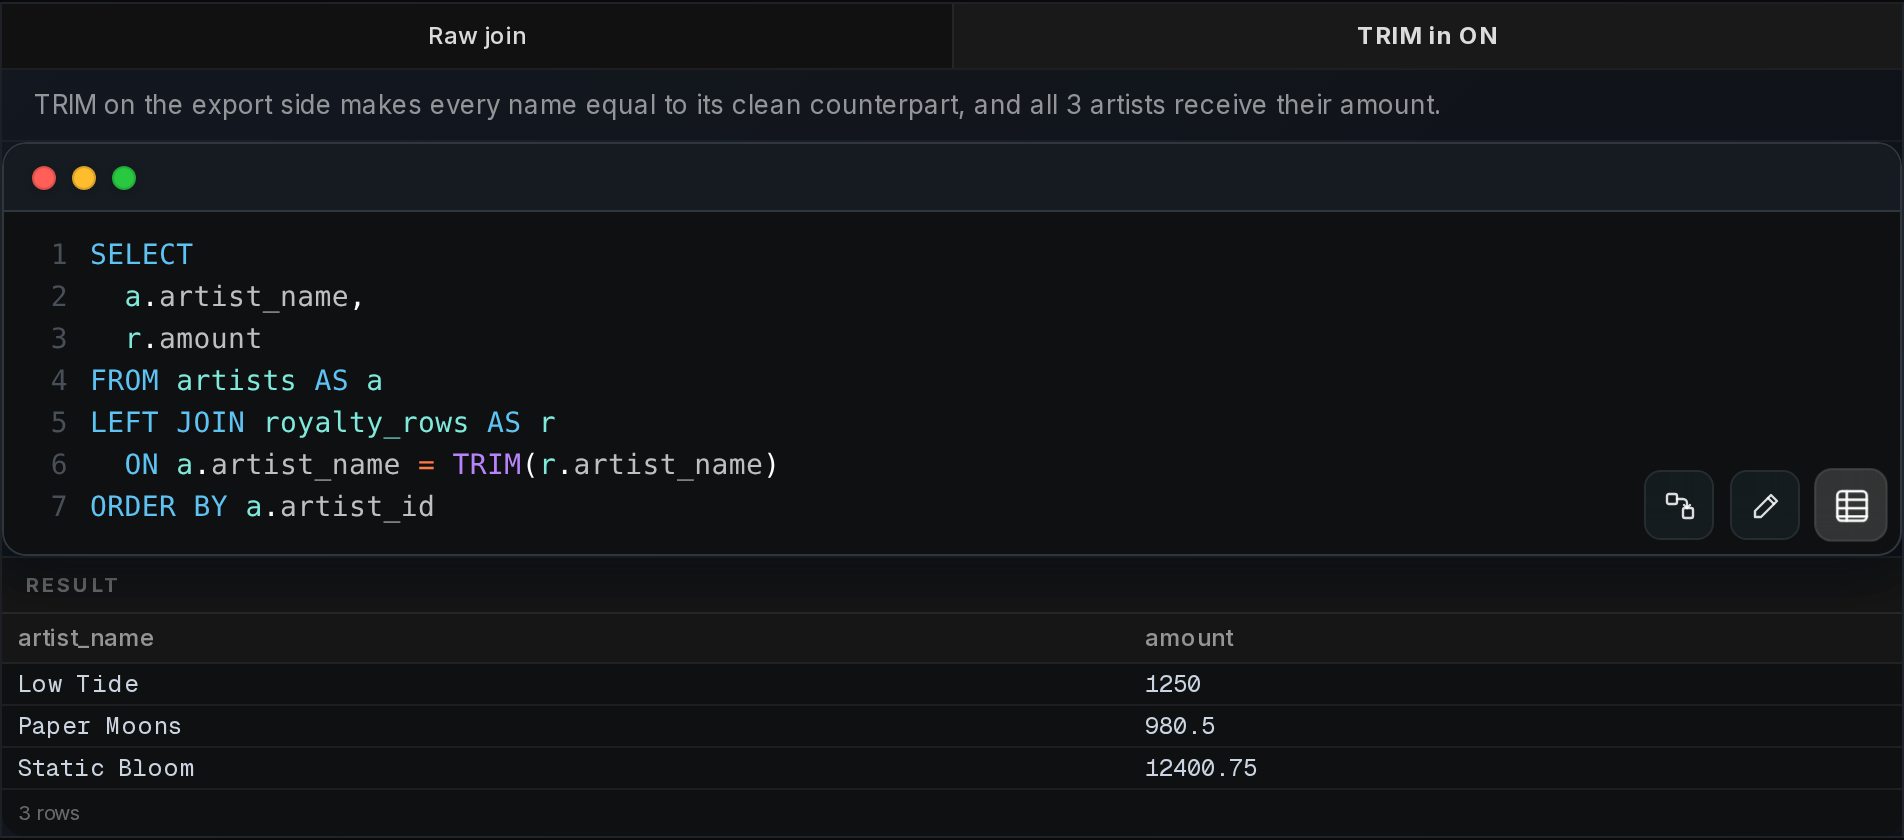 Raw join
TRIM in ON
TRIM on the export side makes every name equal to its clean counterpart, and all 3 artists receive their amount.
1 SELECT
2   a.artist_name,
3   r.amount
4 FROM artists AS a
5 LEFT JOIN royalty_rows AS r
6   ON a.artist_name = TRIM(r.artist_name)
7 ORDER BY a.artist_id
RESULT
artist_name amount
Low Tide 1250
Paper Moons 980.5
Static Bloom 12400.75
3 rows